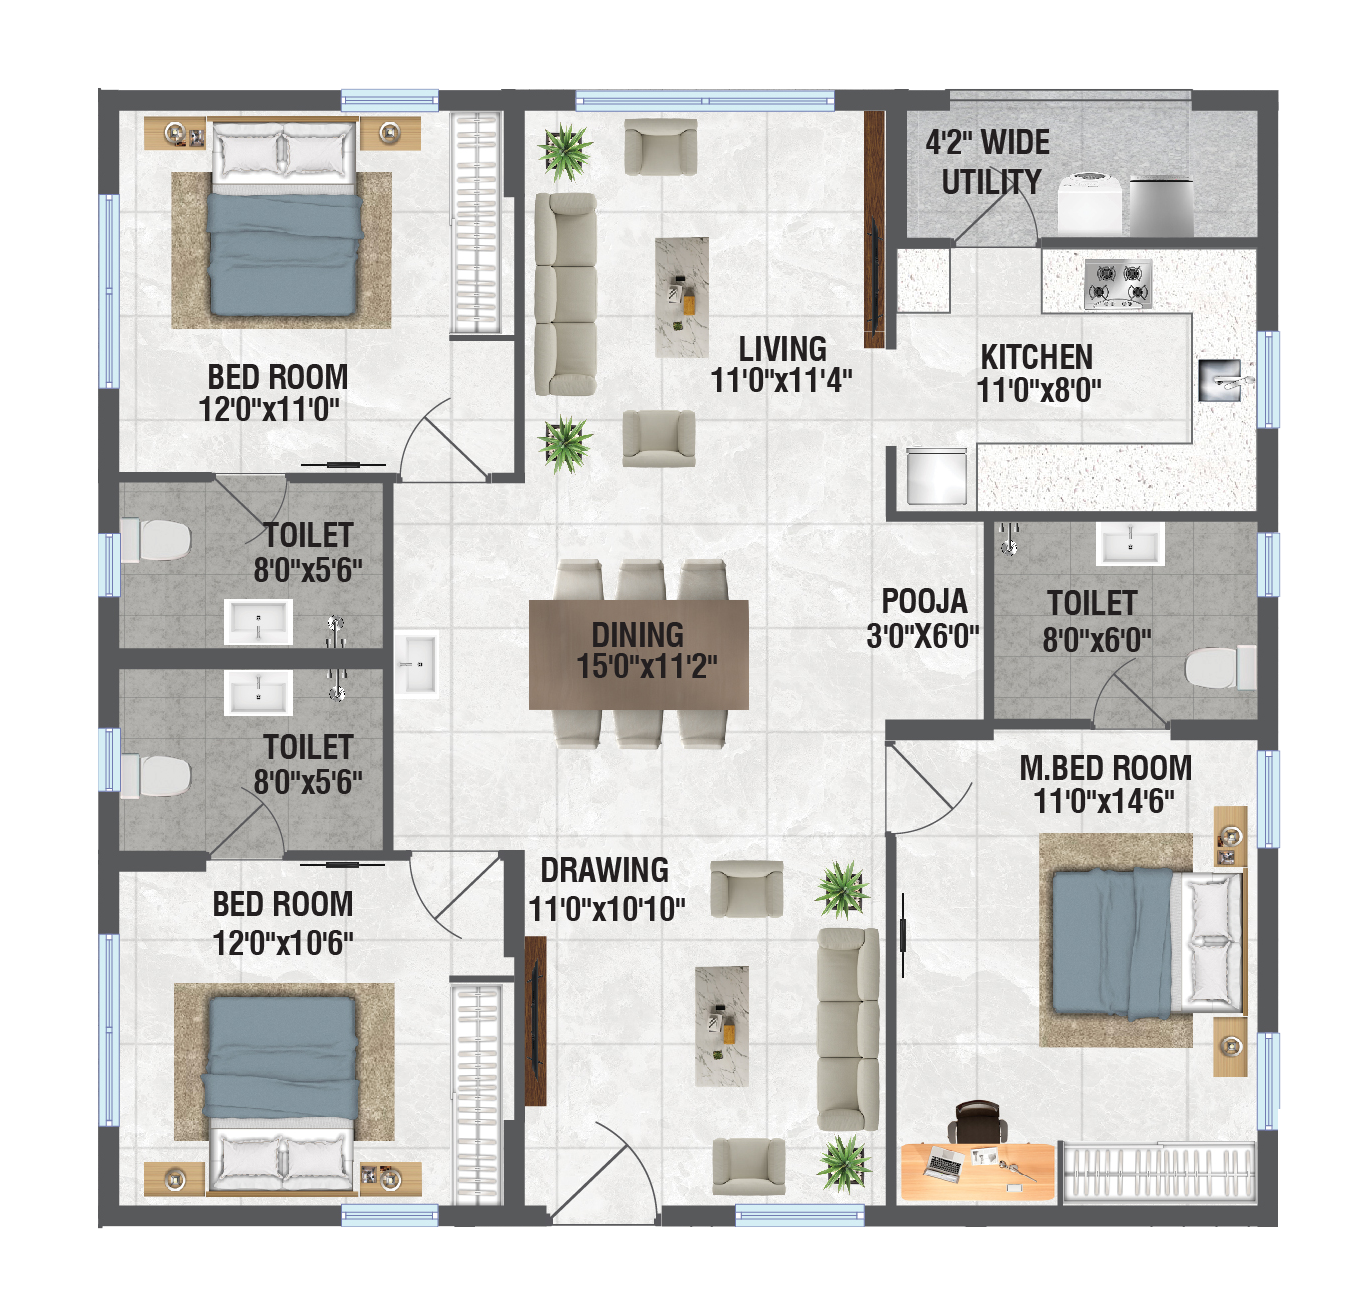 4'2" WIDE
UTILITY
LIVING
11'0"x11'4"
KITCHEN
11'0"x8'0"
BED ROOM
12'0"x11'0"
TOILET
8'0"x5'6"
DINING
15'0"x11'2"
POOJA
3'0"X6'0"
TOILET
8'0"x6'0"
TOILET
8'0"x5'6"
M.BED ROOM
11'0"x14'6"
BED ROOM
12'0"x10'6"
DRAWING
11'0"x10'10"